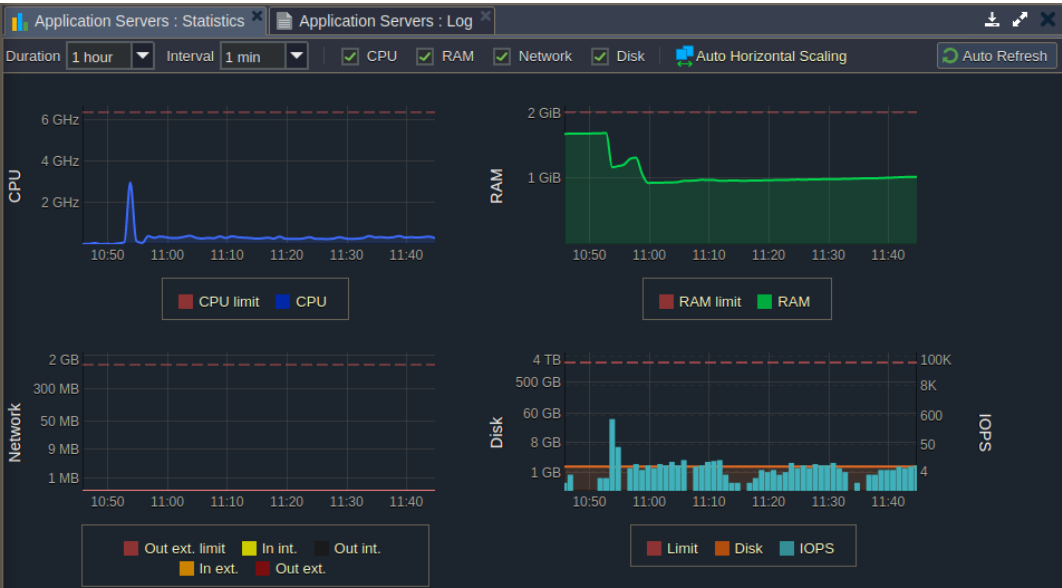 Application Servers : Statistics
Application Servers : Log
Duration 1 hour Interval 1 min CPU RAM Network Disk Auto Horizontal Scaling Auto Refresh
CPU
6 GHz
4 GHz
2 GHz
10:50 11:00 11:10 11:20 11:30 11:40
CPU limit CPU
RAM
2 GiB
1 GiB
10:50 11:00 11:10 11:20 11:30 11:40
RAM limit RAM
Network
2 GB
300 MB
50 MB
9 MB
1 MB
10:50 11:00 11:10 11:20 11:30 11:40
Out ext. limit In int. Out int.
In ext. Out ext.
Disk
4 TB
500 GB
60 GB
8 GB
1 GB
100K
8K
600
50
4
IOPS
10:50 11:00 11:10 11:20 11:30 11:40
Limit Disk IOPS